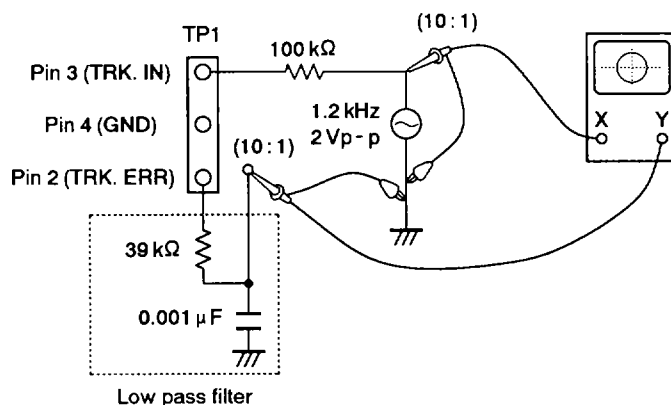 TP1
(10 : 1)
100 kΩ
Pin 3 (TRK. IN)
1.2 kHz
2 Vp - p
X
Y
Pin 4 (GND)
(10 : 1)
Pin 2 (TRK. ERR)
39 kΩ
0.001 μF
Low pass filter